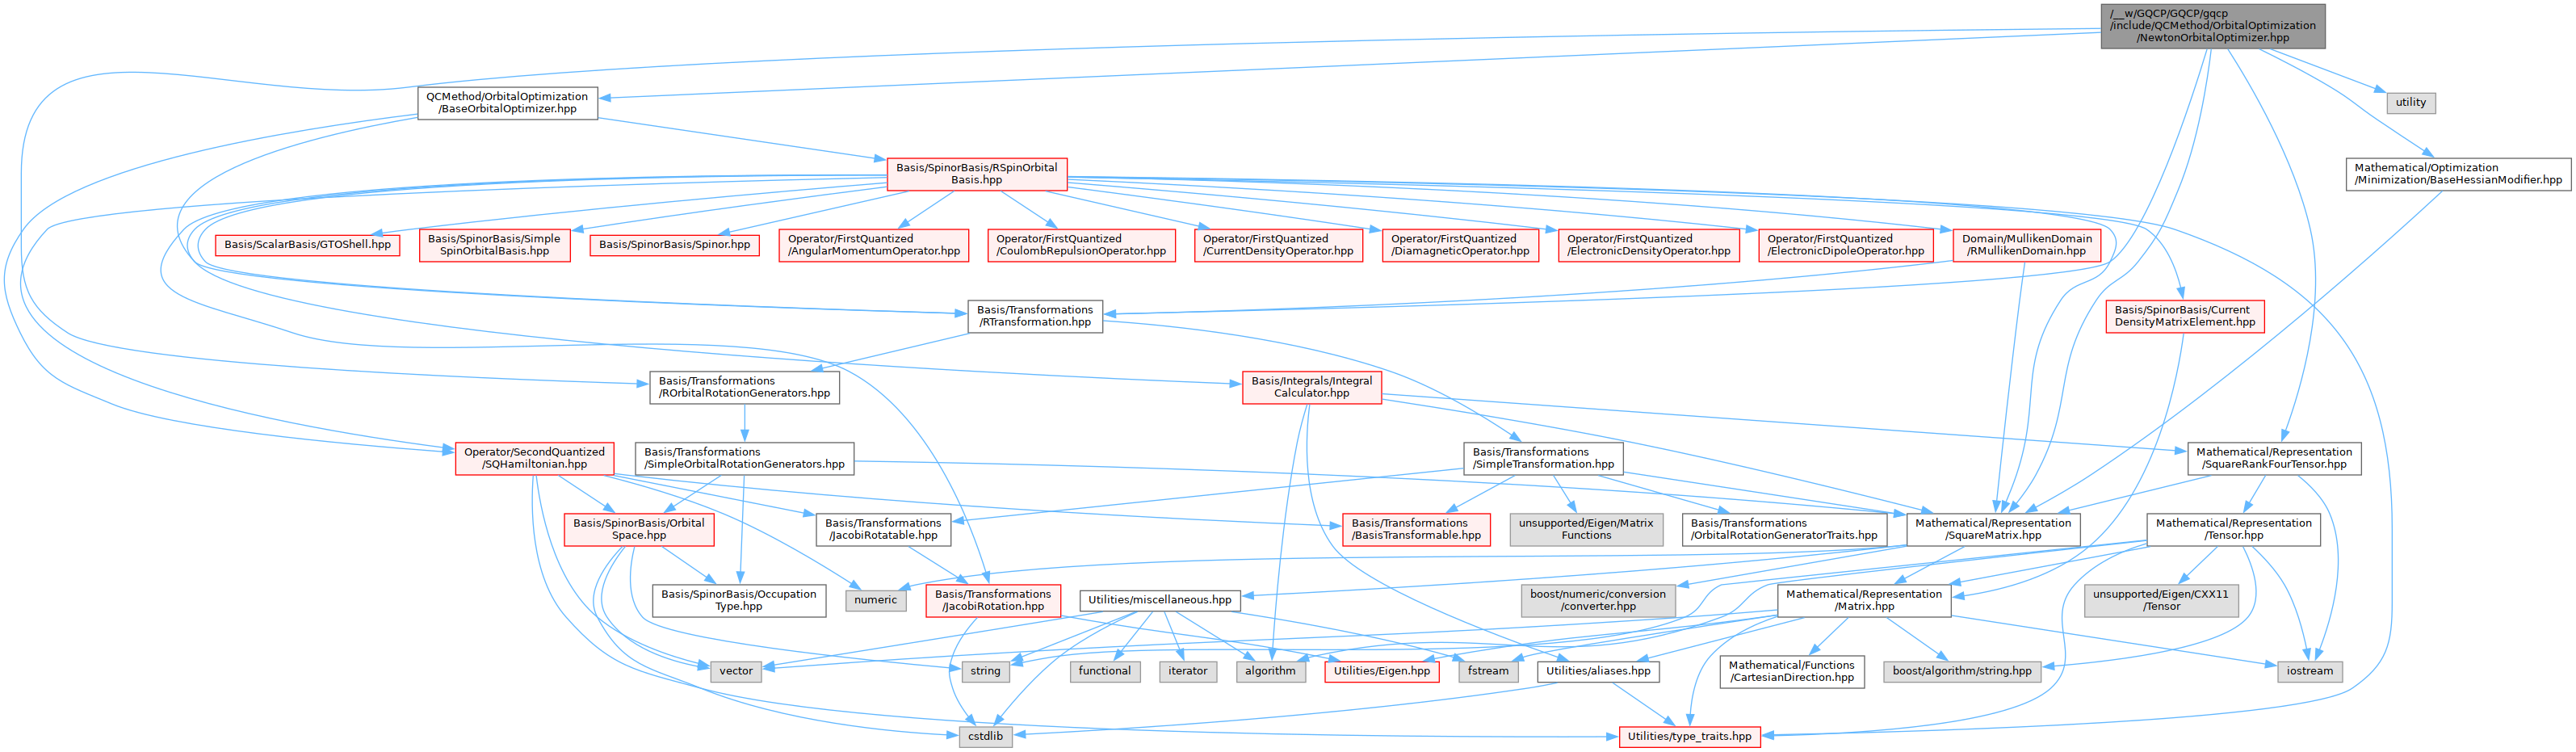 /__w/GQCP/GQCP/gqcp
/include/QCMethod/OrbitalOptimization
/NewtonOrbitalOptimizer.hpp
QCMethod/OrbitalOptimization
/BaseOrbitalOptimizer.hpp
utility
Basis/SpinorBasis/RSpinOrbital
Basis.hpp
Mathematical/Optimization
/Minimization/BaseHessianModifier.hpp
Basis/ScalarBasis/GTOShell.hpp
Basis/SpinorBasis/Simple
SpinOrbitalBasis.hpp
Basis/SpinorBasis/Spinor.hpp
Operator/FirstQuantized
/AngularMomentumOperator.hpp
Operator/FirstQuantized
/CoulombRepulsionOperator.hpp
Operator/FirstQuantized
/CurrentDensityOperator.hpp
Operator/FirstQuantized
/DiamagneticOperator.hpp
Operator/FirstQuantized
/ElectronicDensityOperator.hpp
Operator/FirstQuantized
/ElectronicDipoleOperator.hpp
Domain/MullikenDomain
/RMullikenDomain.hpp
Basis/Transformations
/RTransformation.hpp
Basis/SpinorBasis/Current
DensityMatrixElement.hpp
Basis/Transformations
/ROrbitalRotationGenerators.hpp
Basis/Integrals/Integral
Calculator.hpp
Operator/SecondQuantized
/SQHamiltonian.hpp
Basis/Transformations
/SimpleOrbitalRotationGenerators.hpp
Basis/Transformations
/SimpleTransformation.hpp
Mathematical/Representation
/SquareRankFourTensor.hpp
Basis/SpinorBasis/Orbital
Space.hpp
Basis/Transformations
/JacobiRotatable.hpp
Basis/Transformations
/BasisTransformable.hpp
unsupported/Eigen/Matrix
Functions
Basis/Transformations
/OrbitalRotationGeneratorTraits.hpp
Mathematical/Representation
/SquareMatrix.hpp
Mathematical/Representation
/Tensor.hpp
Basis/SpinorBasis/Occupation
Type.hpp
numeric
Basis/Transformations
/JacobiRotation.hpp
Utilities/miscellaneous.hpp
boost/numeric/conversion
/converter.hpp
Mathematical/Representation
/Matrix.hpp
unsupported/Eigen/CXX11
/Tensor
vector
string
functional
iterator
algorithm
Utilities/Eigen.hpp
fstream
Utilities/aliases.hpp
Mathematical/Functions
/CartesianDirection.hpp
boost/algorithm/string.hpp
iostream
cstdlib
Utilities/type_traits.hpp